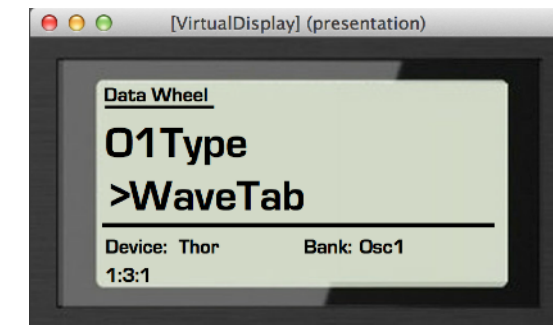 [VirtualDisplay] (presentation)
Data Wheel
O1Type
>WaveTab
Device: Thor Bank: Osc1
1:3:1